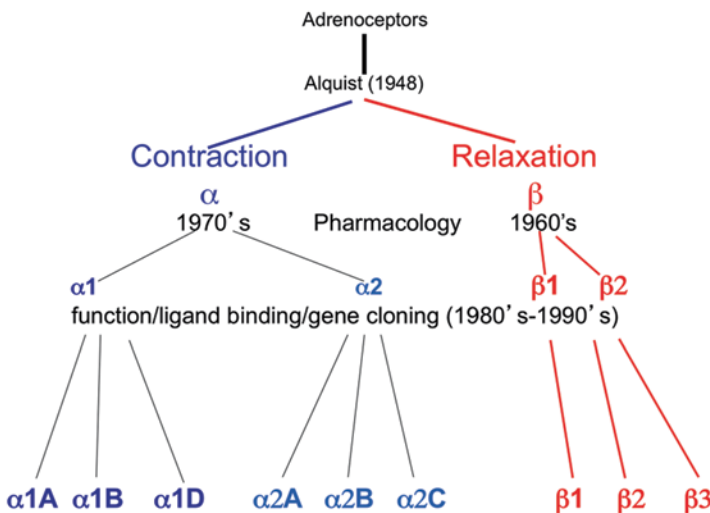 Adrenoceptors
Alquist (1948)
Contraction Relaxation
α β
1970's Pharmacology 1960's
α1 α2 β1 β2
function/ligand binding/gene cloning (1980's-1990's)
α1A α1B α1D α2A α2B α2C β1 β2 β3